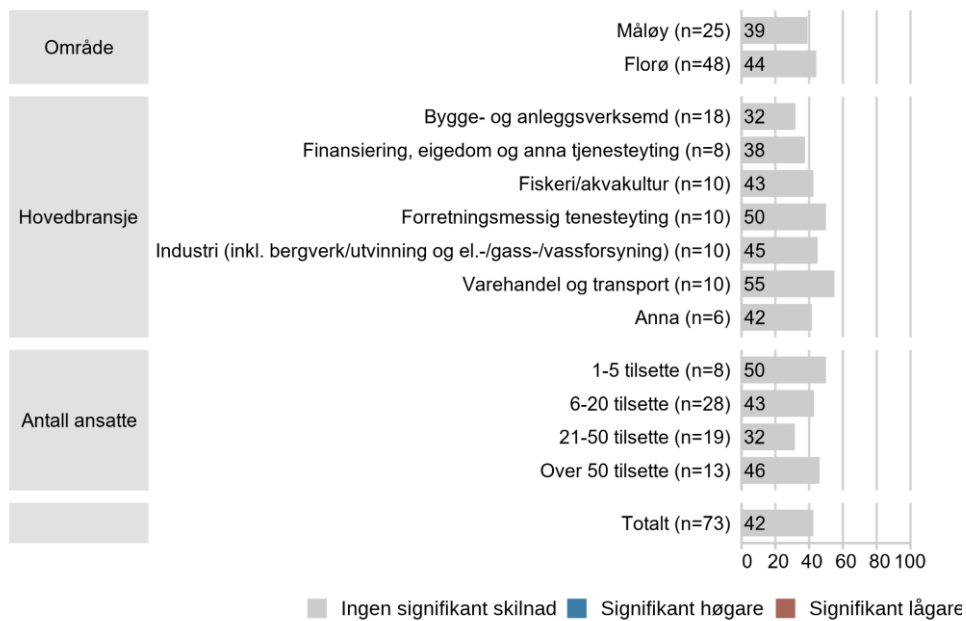 Område
Måløy (n=25) 39
Florø (n=48) 44
Hovedbransje
Bygge- og anleggsverksemd (n=18) 32
Finansiering, eigedom og anna tjenesteyting (n=8) 38
Fiskeri/akvakultur (n=10) 43
Forretningsmessig tenesteyting (n=10) 50
Industri (inkl. bergverk/utvinning og el.-/gass-/vassforsyning) (n=10) 45
Varehandel og transport (n=10) 55
Anna (n=6) 42
Antall ansatte
1-5 tilsette (n=8) 50
6-20 tilsette (n=28) 43
21-50 tilsette (n=19) 32
Over 50 tilsette (n=13) 46
Totalt (n=73) 42
0 20 40 60 80 100
Ingen signifikant skilnad Signifikant høgare Signifikant lågare